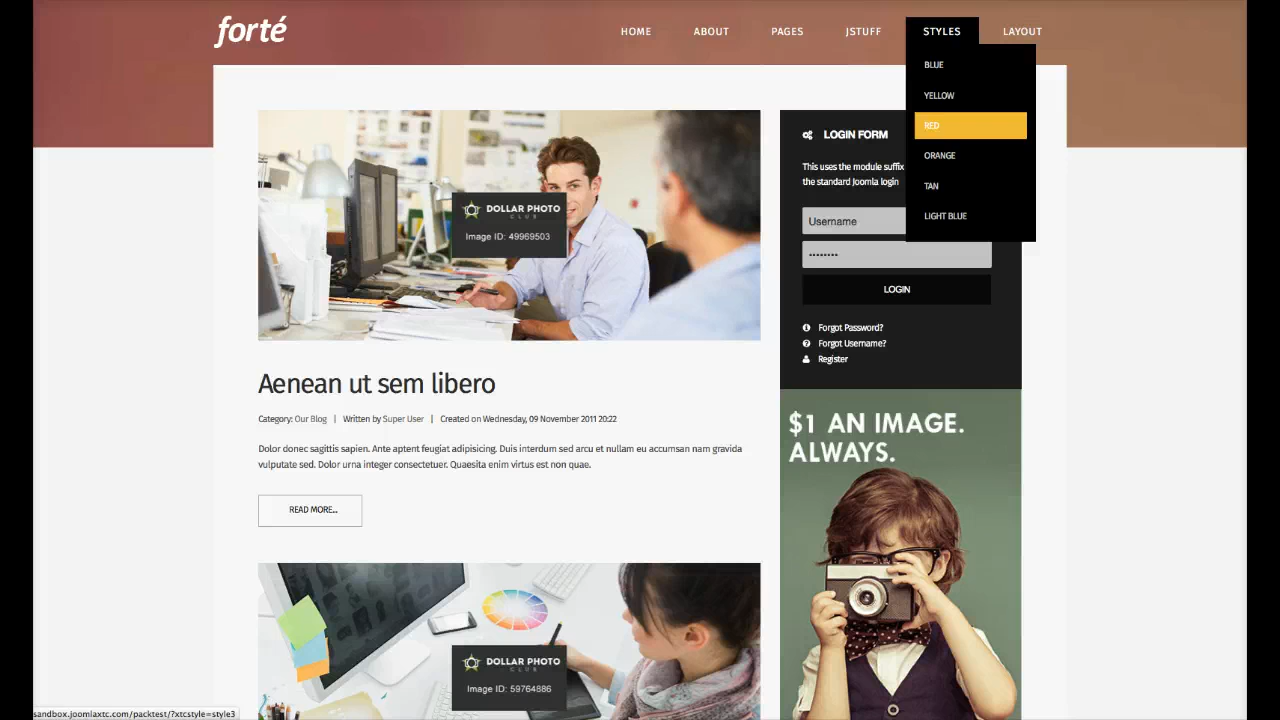 forté
HOME ABOUT PAGES JSTUFF STYLES LAYOUT
BLUE
YELLOW
RED
ORANGE
TAN
LIGHT BLUE
DOLLAR PHOTO
CLUB
Image ID: 49969503
LOGIN FORM
This uses the module suffix
the standard Joomla login
Username
LOGIN
Forgot Password?
Forgot Username?
Register
Aenean ut sem libero
Category: Our Blog | Written by Super User | Created on Wednesday, 09 November 2011 20:22
Dolor donec sagittis sapien. Ante aptent feugiat adipisicing. Duis interdum sed arcu et nullam eu accumsan nam gravida
vulputate sed. Dolor urna integer consectetuer. Quaesita enim virtus est non quae.
READ MORE...
$1 AN IMAGE.
ALWAYS.
DOLLAR PHOTO
CLUB
Image ID: 59764886
sandbox.joomlaxtc.com/packtest/?xtcstyle=style3